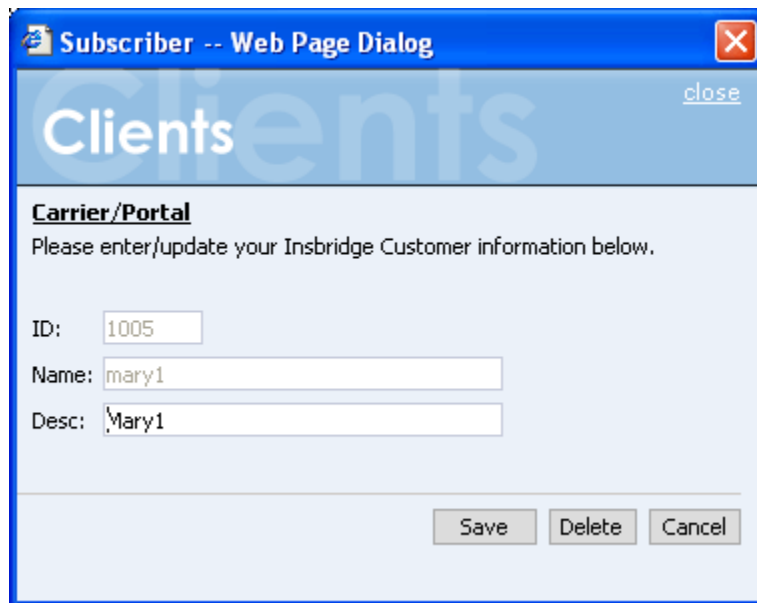 Subscriber -- Web Page Dialog
Clients
close
Clients
Carrier/Portal
Please enter/update your Insbridge Customer information below.
ID: 1005
Name: mary1
Desc: Mary1
Save Delete Cancel